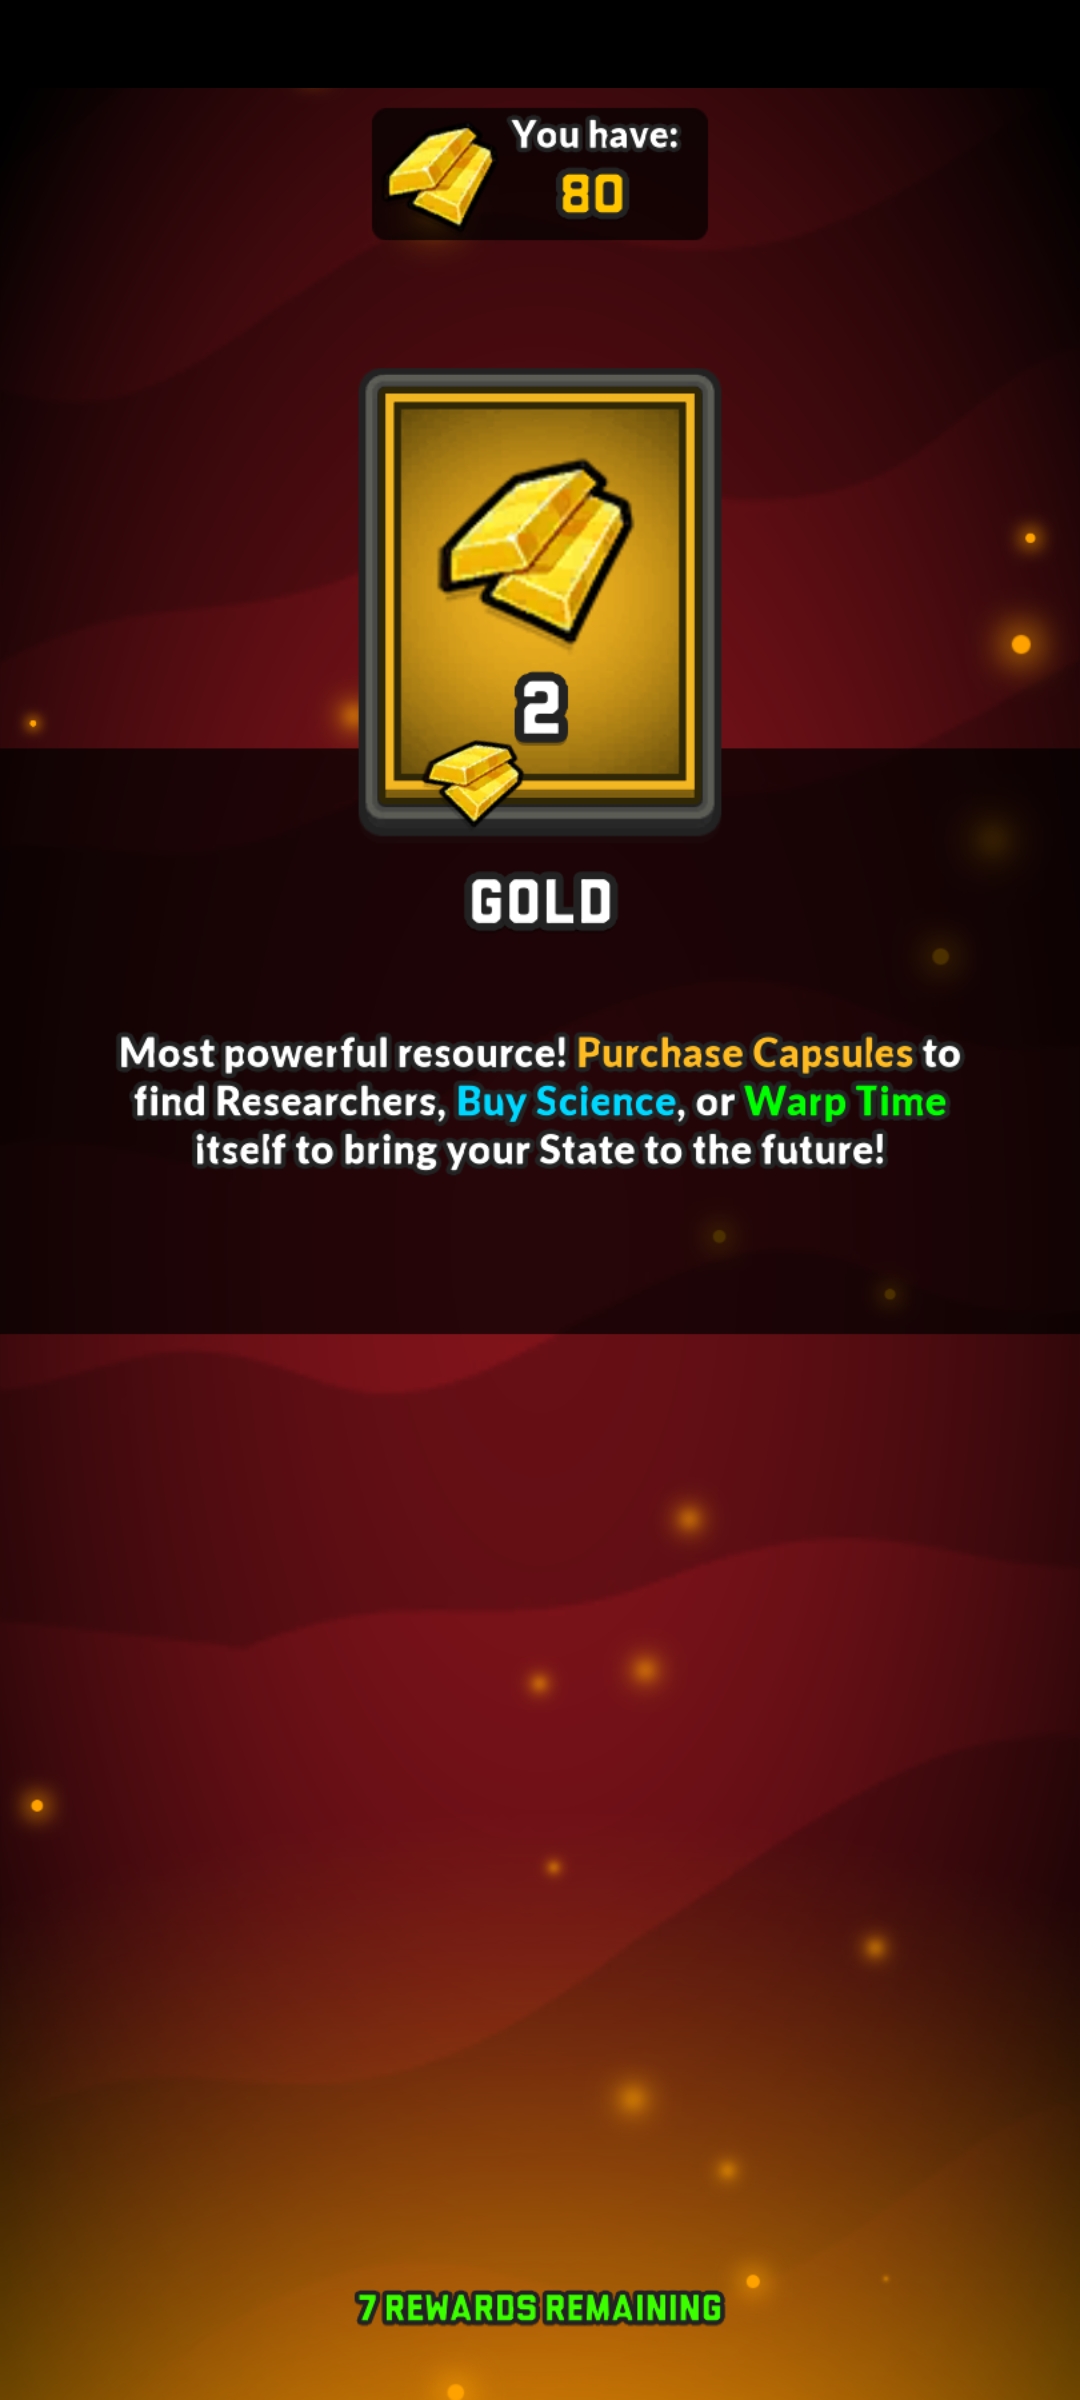 You have:
80
2
GOLD
Most powerful resource! Purchase Capsules to
find Researchers, Buy Science, or Warp Time
itself to bring your State to the future!
7 REWARDS REMAINING